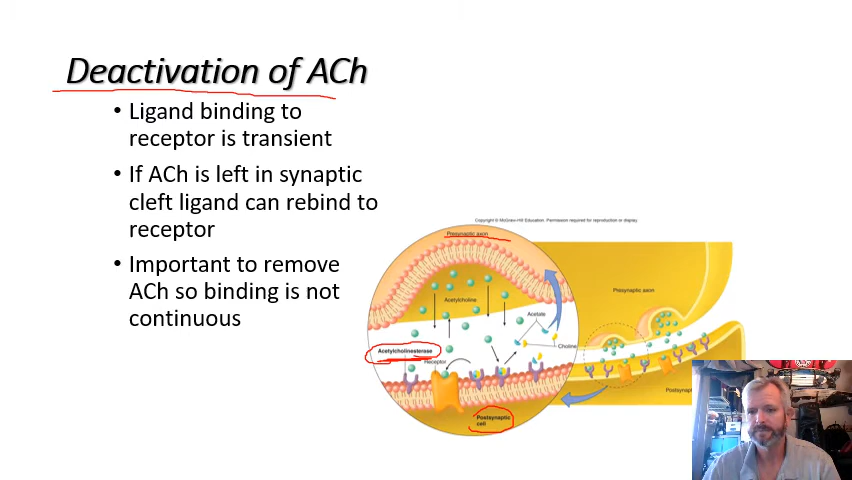 Deactivation of ACh
• Ligand binding to
receptor is transient
• If ACh is left in synaptic
cleft ligand can rebind to
receptor
• Important to remove
ACh so binding is not
continuous
Copyright © McGraw-Hill Education. Permission required for reproduction or display.
Presynaptic axon
Acetylcholine
Acetate
Choline
Acetylcholinesterase
Receptor
Postsynaptic
cell
Presynaptic axon